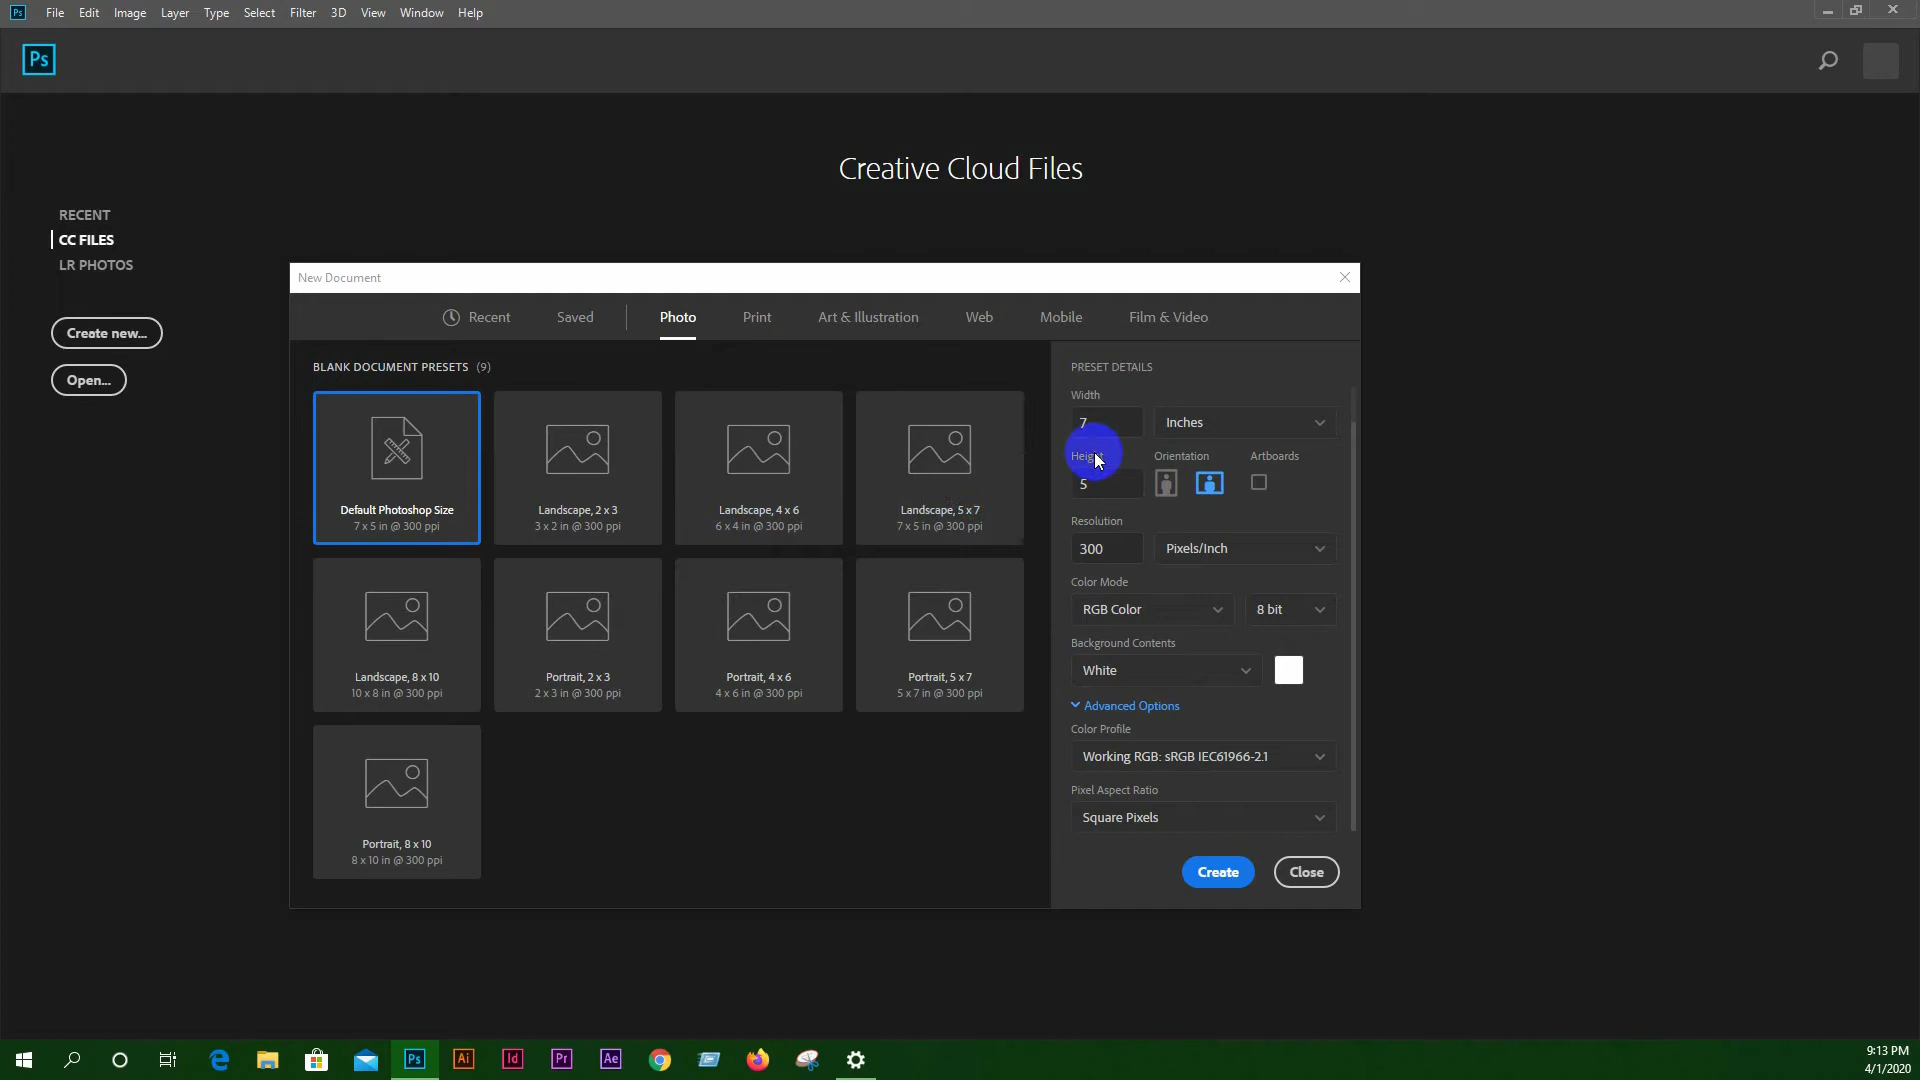 Ps File Edit Image Layer Type Select Filter 3D View Window Help
Ps
Creative Cloud Files
RECENT
CC FILES
LR PHOTOS
Create new...
Open...
New Document
Recent Saved Photo Print Art & Illustration Web Mobile Film & Video
BLANK DOCUMENT PRESETS (9)
Default Photoshop Size
7 x 5 in @ 300 ppi
Landscape, 2 x 3
3 x 2 in @ 300 ppi
Landscape, 4 x 6
6 x 4 in @ 300 ppi
Landscape, 5 x 7
7 x 5 in @ 300 ppi
Landscape, 8 x 10
10 x 8 in @ 300 ppi
Portrait, 2 x 3
2 x 3 in @ 300 ppi
Portrait, 4 x 6
4 x 6 in @ 300 ppi
Portrait, 5 x 7
5 x 7 in @ 300 ppi
Portrait, 8 x 10
8 x 10 in @ 300 ppi
PRESET DETAILS
Width
7 Inches
Height Orientation Artboards
5
Resolution
300 Pixels/Inch
Color Mode
RGB Color 8 bit
Background Contents
White
Advanced Options
Color Profile
Working RGB: sRGB IEC61966-2.1
Pixel Aspect Ratio
Square Pixels
Create Close
Ps Ai Id Pr Ae
9:13 PM
4/1/2020